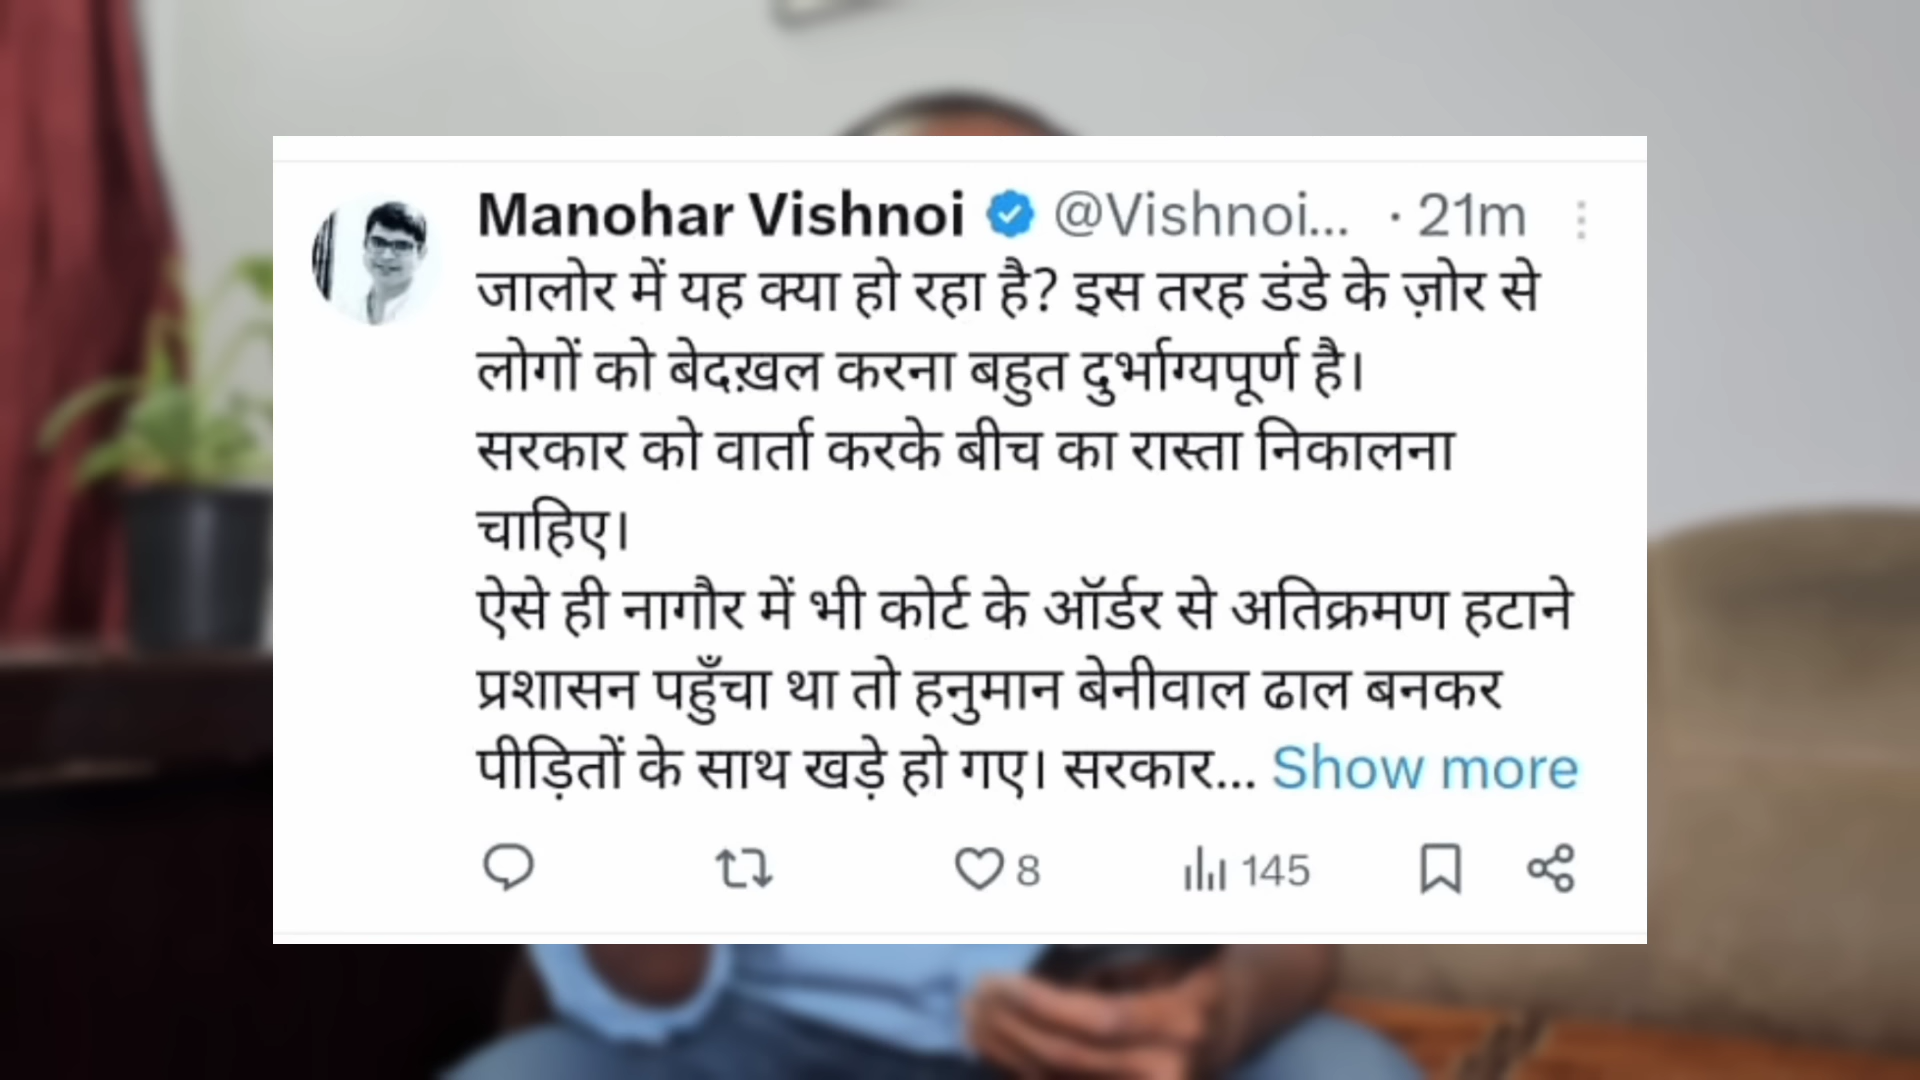 Manohar Vishnoi @Vishnoi... · 21m
जालोर में यह क्या हो रहा है? इस तरह डंडे के ज़ोर से
लोगों को बेदख़ल करना बहुत दुर्भाग्यपूर्ण है।
सरकार को वार्ता करके बीच का रास्ता निकालना
चाहिए।
ऐसे ही नागौर में भी कोर्ट के ऑर्डर से अतिक्रमण हटाने
प्रशासन पहुँचा था तो हनुमान बेनीवाल ढाल बनकर
पीड़ितों के साथ खड़े हो गए। सरकार... Show more
8 145